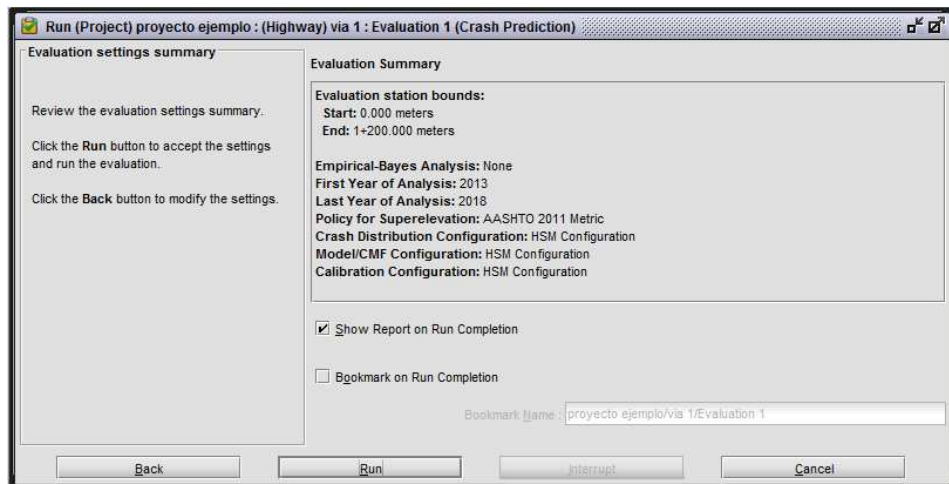 Run (Project) proyecto ejemplo : (Highway) via 1 : Evaluation 1 (Crash Prediction)
Evaluation settings summary
Review the evaluation settings summary.
Click the Run button to accept the settings
and run the evaluation.
Click the Back button to modify the settings.
Evaluation Summary
Evaluation station bounds:
Start: 0.000 meters
End: 1+200.000 meters
Empirical-Bayes Analysis: None
First Year of Analysis: 2013
Last Year of Analysis: 2018
Policy for Superelevation: AASHTO 2011 Metric
Crash Distribution Configuration: HSM Configuration
Model/CMF Configuration: HSM Configuration
Calibration Configuration: HSM Configuration
Show Report on Run Completion
Bookmark on Run Completion
Bookmark Name : proyecto ejemplo/via 1/Evaluation 1
Back Run Interrupt Cancel